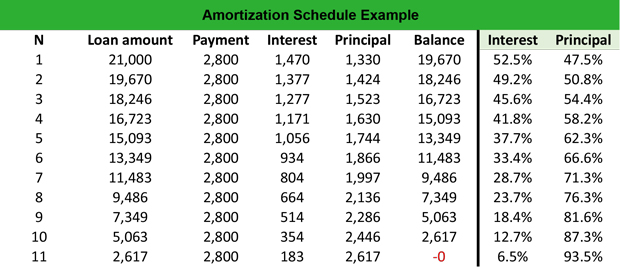 Amortization Schedule Example
N Loan amount Payment Interest Principal Balance Interest Principal
1 21,000 2,800 1,470 1,330 19,670 52.5% 47.5%
2 19,670 2,800 1,377 1,424 18,246 49.2% 50.8%
3 18,246 2,800 1,277 1,523 16,723 45.6% 54.4%
4 16,723 2,800 1,171 1,630 15,093 41.8% 58.2%
5 15,093 2,800 1,056 1,744 13,349 37.7% 62.3%
6 13,349 2,800 934 1,866 11,483 33.4% 66.6%
7 11,483 2,800 804 1,997 9,486 28.7% 71.3%
8 9,486 2,800 664 2,136 7,349 23.7% 76.3%
9 7,349 2,800 514 2,286 5,063 18.4% 81.6%
10 5,063 2,800 354 2,446 2,617 12.7% 87.3%
11 2,617 2,800 183 2,617 -0 6.5% 93.5%